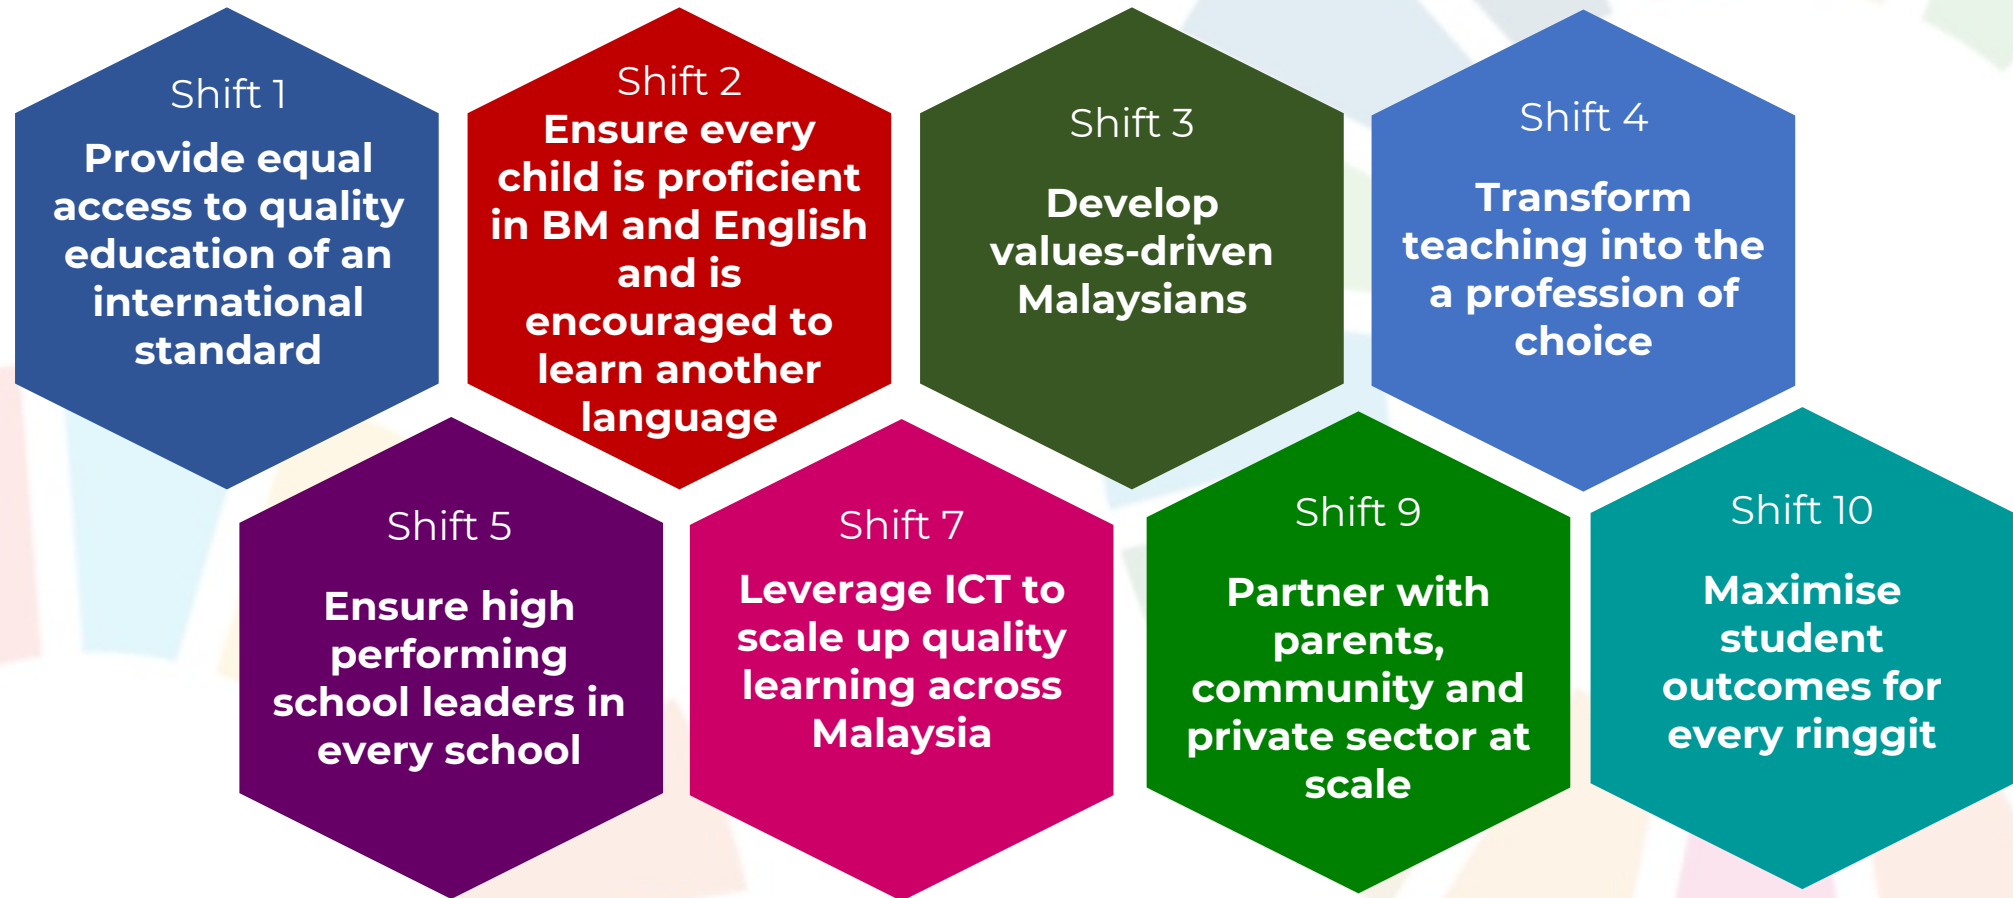 Shift 1
Provide equal
access to quality
education of an
international
standard
Shift 2
Ensure every
child is proficient
in BM and English
and is
encouraged to
learn another
language
Shift 3
Develop
values-driven
Malaysians
Shift 4
Transform
teaching into the
a profession of
choice
Shift 5
Ensure high
performing
school leaders in
every school
Shift 7
Leverage ICT to
scale up quality
learning across
Malaysia
Shift 9
Partner with
parents,
community and
private sector at
scale
Shift 10
Maximise
student
outcomes for
every ringgit